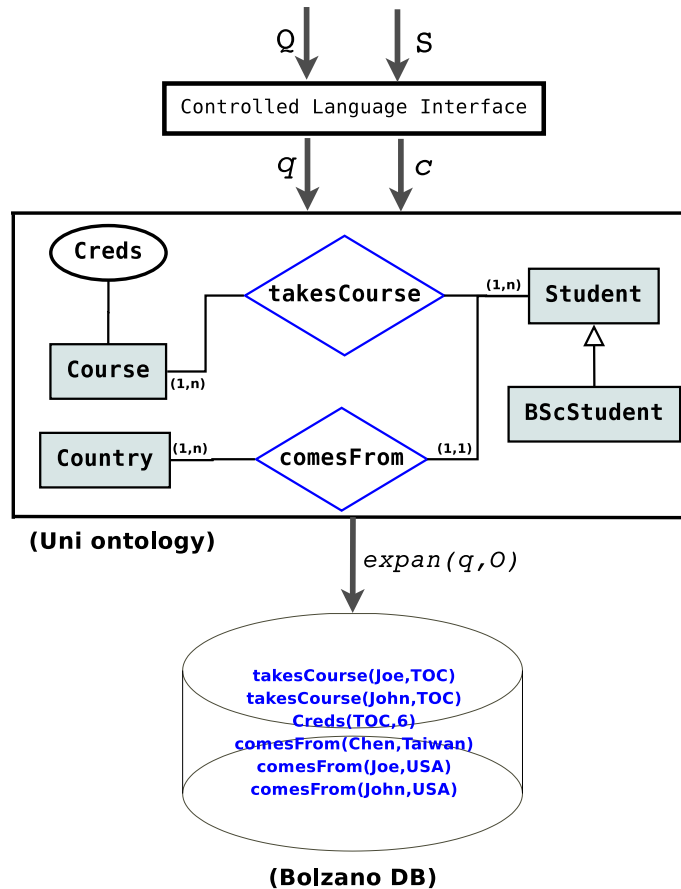 Q S
Controlled Language Interface
q c
Creds
takesCourse
(1,n)
Student
Course
(1,n)
BScStudent
Country
(1,n)
comesFrom
(1,1)
(Uni ontology)
expan(q,O)
takesCourse(Joe,TOC)
takesCourse(John,TOC)
Creds(TOC,6)
comesFrom(Chen,Taiwan)
comesFrom(Joe,USA)
comesFrom(John,USA)
(Bolzano DB)